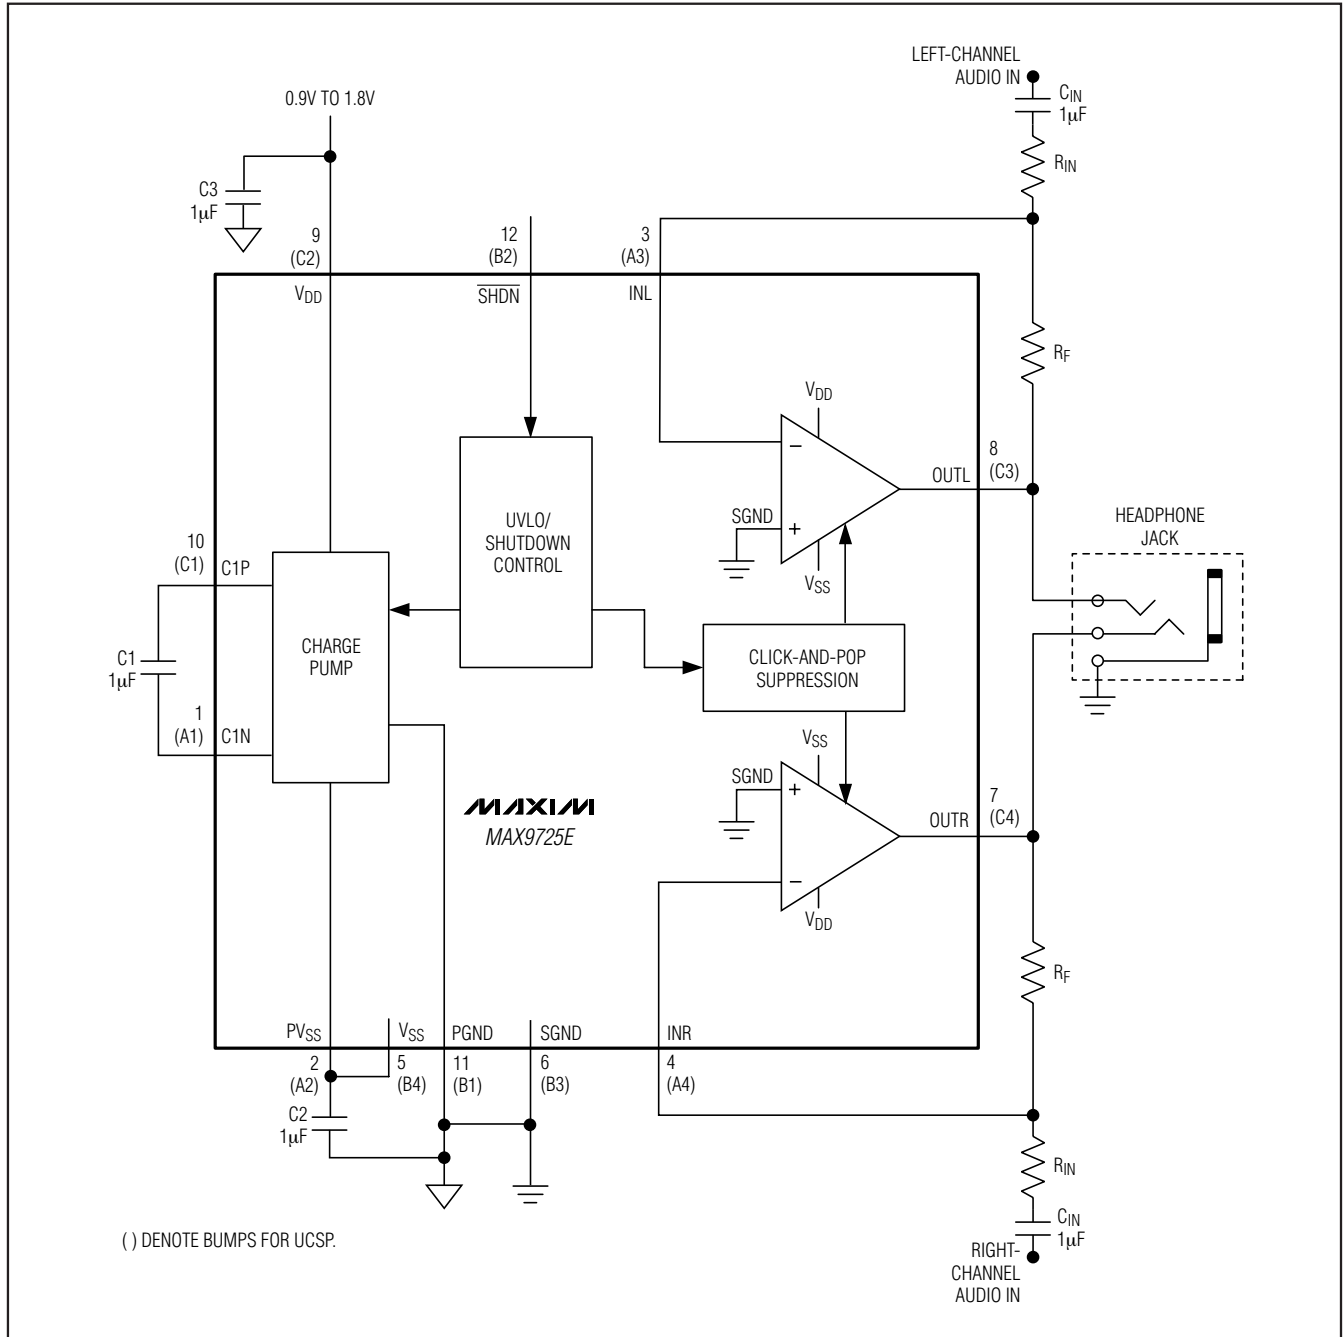 LEFT-CHANNEL
AUDIO IN
CIN
1µF
RIN
0.9V TO 1.8V
C3
1µF
9
(C2)
12
(B2)
3
(A3)
VDD
SHDN
INL
RF
VDD
UVLO/
SHUTDOWN
CONTROL
SGND
−
+
VSS
OUTL
8
(C3)
HEADPHONE
JACK
10
(C1)
C1P
CHARGE
PUMP
C1
1µF
1
(A1)
C1N
CLICK-AND-POP
SUPPRESSION
VSS
SGND
+
−
VDD
OUTR
7
(C4)
MAXIM
MAX9725E
RF
PVSS
VSS
PGND
SGND
INR
2
(A2)
5
(B4)
11
(B1)
6
(B3)
4
(A4)
C2
1µF
RIN
CIN
1µF
RIGHT-
CHANNEL
AUDIO IN
( ) DENOTE BUMPS FOR UCSP.